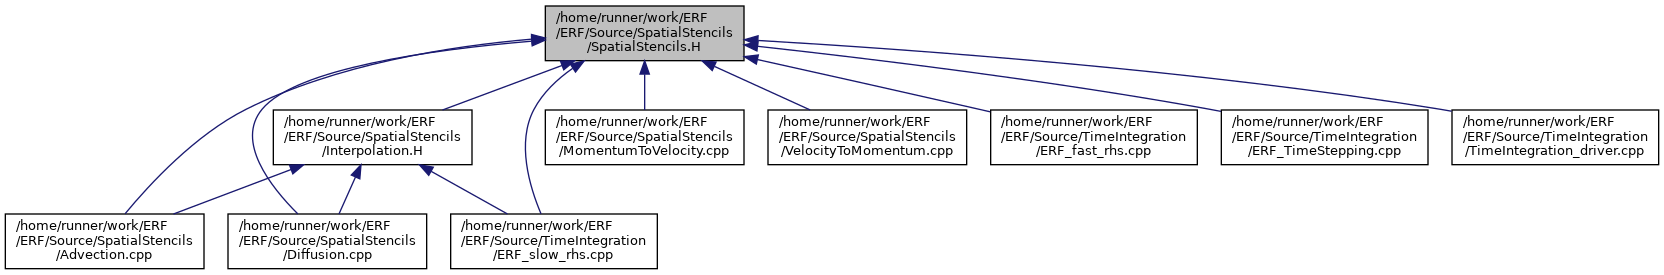 /home/runner/work/ERF
/ERF/Source/SpatialStencils
/SpatialStencils.H
/home/runner/work/ERF
/ERF/Source/SpatialStencils
/Interpolation.H
/home/runner/work/ERF
/ERF/Source/SpatialStencils
/MomentumToVelocity.cpp
/home/runner/work/ERF
/ERF/Source/SpatialStencils
/VelocityToMomentum.cpp
/home/runner/work/ERF
/ERF/Source/TimeIntegration
/ERF_fast_rhs.cpp
/home/runner/work/ERF
/ERF/Source/TimeIntegration
/ERF_TimeStepping.cpp
/home/runner/work/ERF
/ERF/Source/TimeIntegration
/TimeIntegration_driver.cpp
/home/runner/work/ERF
/ERF/Source/SpatialStencils
/Advection.cpp
/home/runner/work/ERF
/ERF/Source/SpatialStencils
/Diffusion.cpp
/home/runner/work/ERF
/ERF/Source/TimeIntegration
/ERF_slow_rhs.cpp